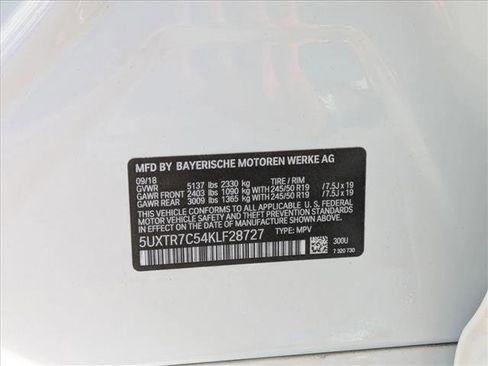 MFD BY BAYERISCHE MOTOREN WERKE AG
09/18
GVWR 5137 lbs 2330 kg TIRE / RIM
GAWR FRONT 2403 lbs 1090 kg WITH 245/50 R19 /7.5J x 19
GAWR REAR 3009 lbs 1365 kg WITH 245/50 R19 /7.5J x 19
THIS VEHICLE CONFORMS TO ALL APPLICABLE U.S. FEDERAL
MOTOR VEHICLE SAFETY, BUMPER, AND THEFT PREVENTION
STANDARDS IN EFFECT ON THE DATE OF MANUFACTURE SHOWN ABOVE.
5UXTR7C54KLF28727 TYPE: MPV
300U
7 320 730